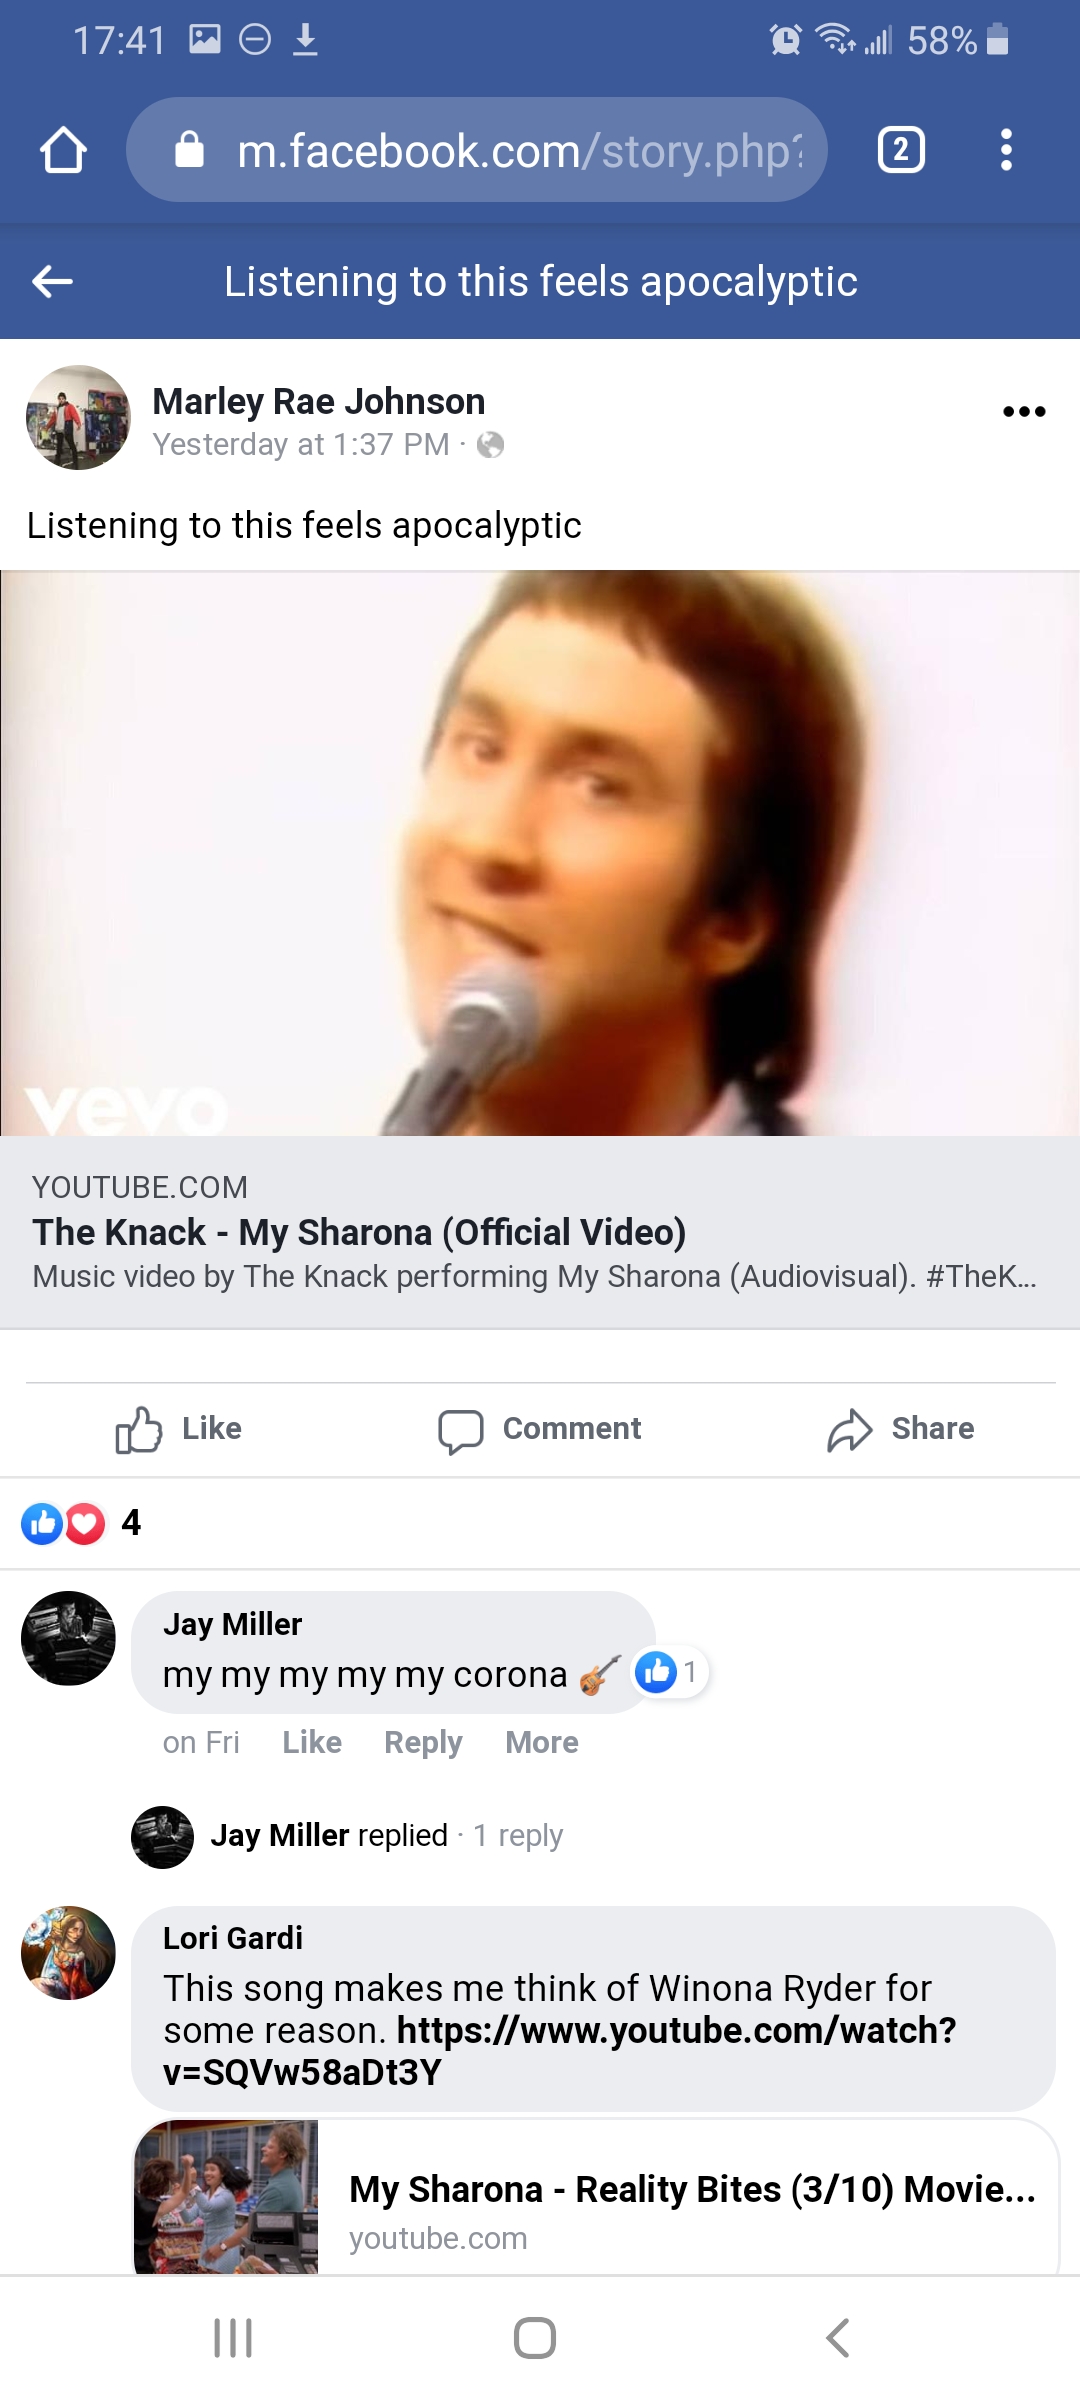 17:41 58%
m.facebook.com/story.php?
2
Listening to this feels apocalyptic
Marley Rae Johnson
Yesterday at 1:37 PM ·
Listening to this feels apocalyptic
vevo
YOUTUBE.COM
The Knack - My Sharona (Official Video)
Music video by The Knack performing My Sharona (Audiovisual). #TheK...
Like Comment Share
4
Jay Miller
my my my my my corona 🎸 1
on Fri Like Reply More
Jay Miller replied · 1 reply
Lori Gardi
This song makes me think of Winona Ryder for
some reason. https://www.youtube.com/watch?
v=SQVw58aDt3Y
My Sharona - Reality Bites (3/10) Movie...
youtube.com